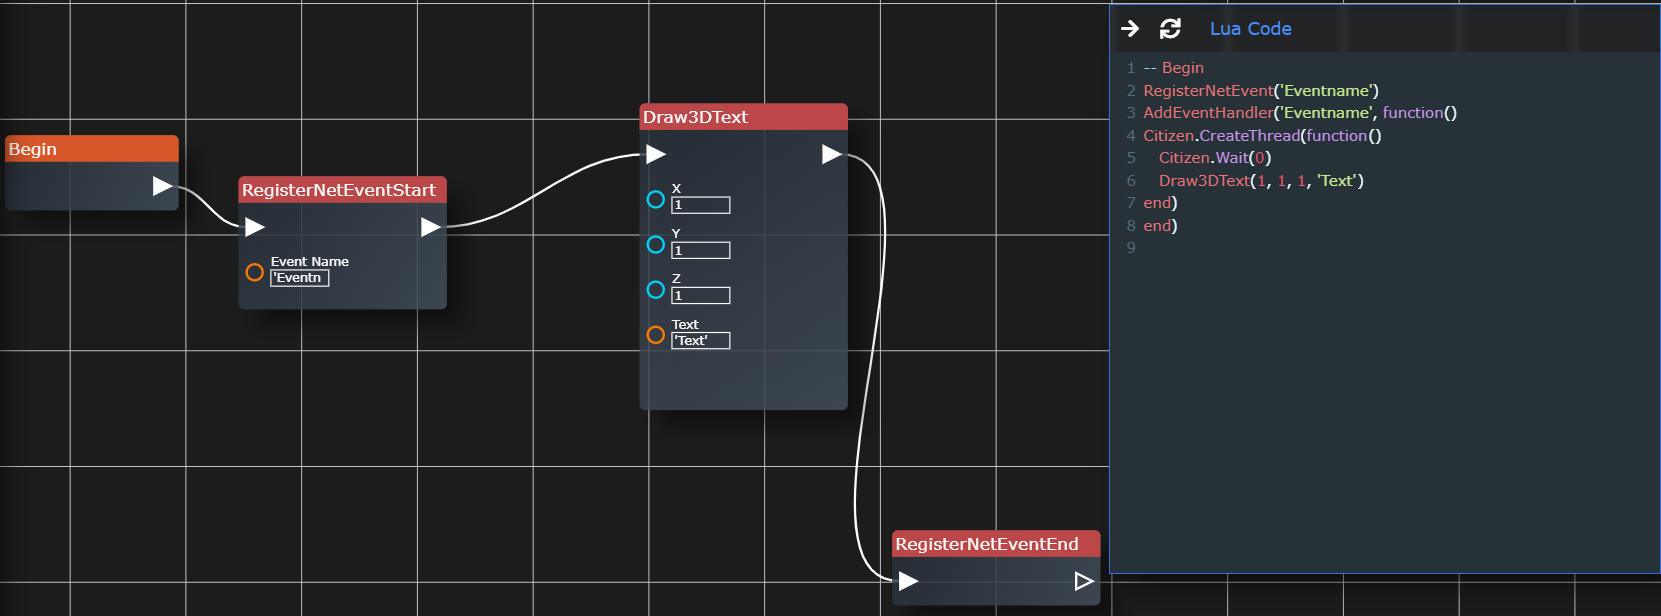 Begin
RegisterNetEventStart
Event Name
'Eventn
Draw3DText
X
1
Y
1
Z
1
Text
'Text'
RegisterNetEventEnd
Lua Code
1 -- Begin
2 RegisterNetEvent('Eventname')
3 AddEventHandler('Eventname', function()
4 Citizen.CreateThread(function()
5 Citizen.Wait(0)
6 Draw3DText(1, 1, 1, 'Text')
7 end)
8 end)
9